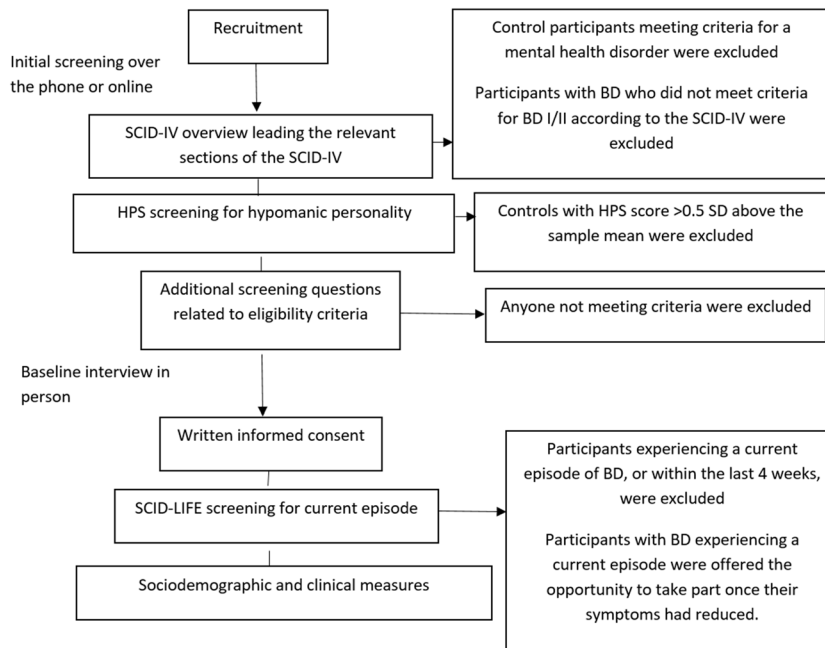 Recruitment
Initial screening over
the phone or online
Control participants meeting criteria for a
mental health disorder were excluded
Participants with BD who did not meet criteria
for BD I/II according to the SCID-IV were
excluded
SCID-IV overview leading the relevant
sections of the SCID-IV
HPS screening for hypomanic personality
Controls with HPS score >0.5 SD above the
sample mean were excluded
Additional screening questions
related to eligibility criteria
Anyone not meeting criteria were excluded
Baseline interview in
person
Written informed consent
SCID-LIFE screening for current episode
Participants experiencing a current
episode of BD, or within the last 4 weeks,
were excluded
Participants with BD experiencing a
current episode were offered the
opportunity to take part once their
symptoms had reduced.
Sociodemographic and clinical measures